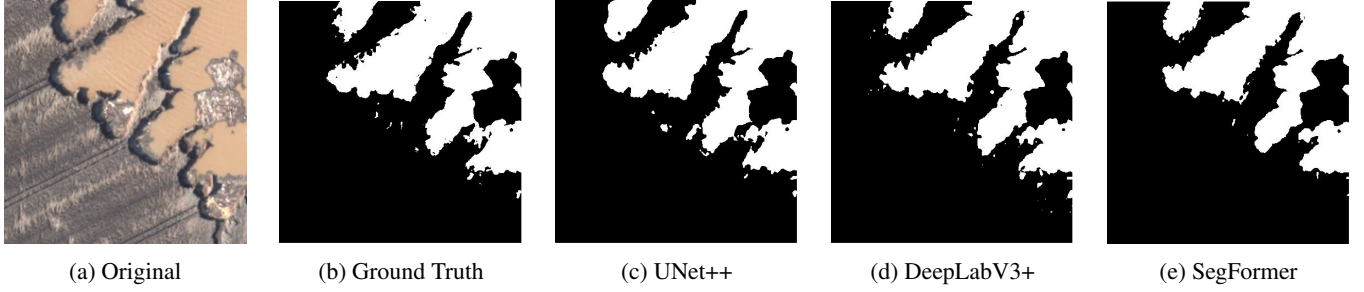 (a) Original
(b) Ground Truth
(c) UNet++
(d) DeepLabV3+
(e) SegFormer